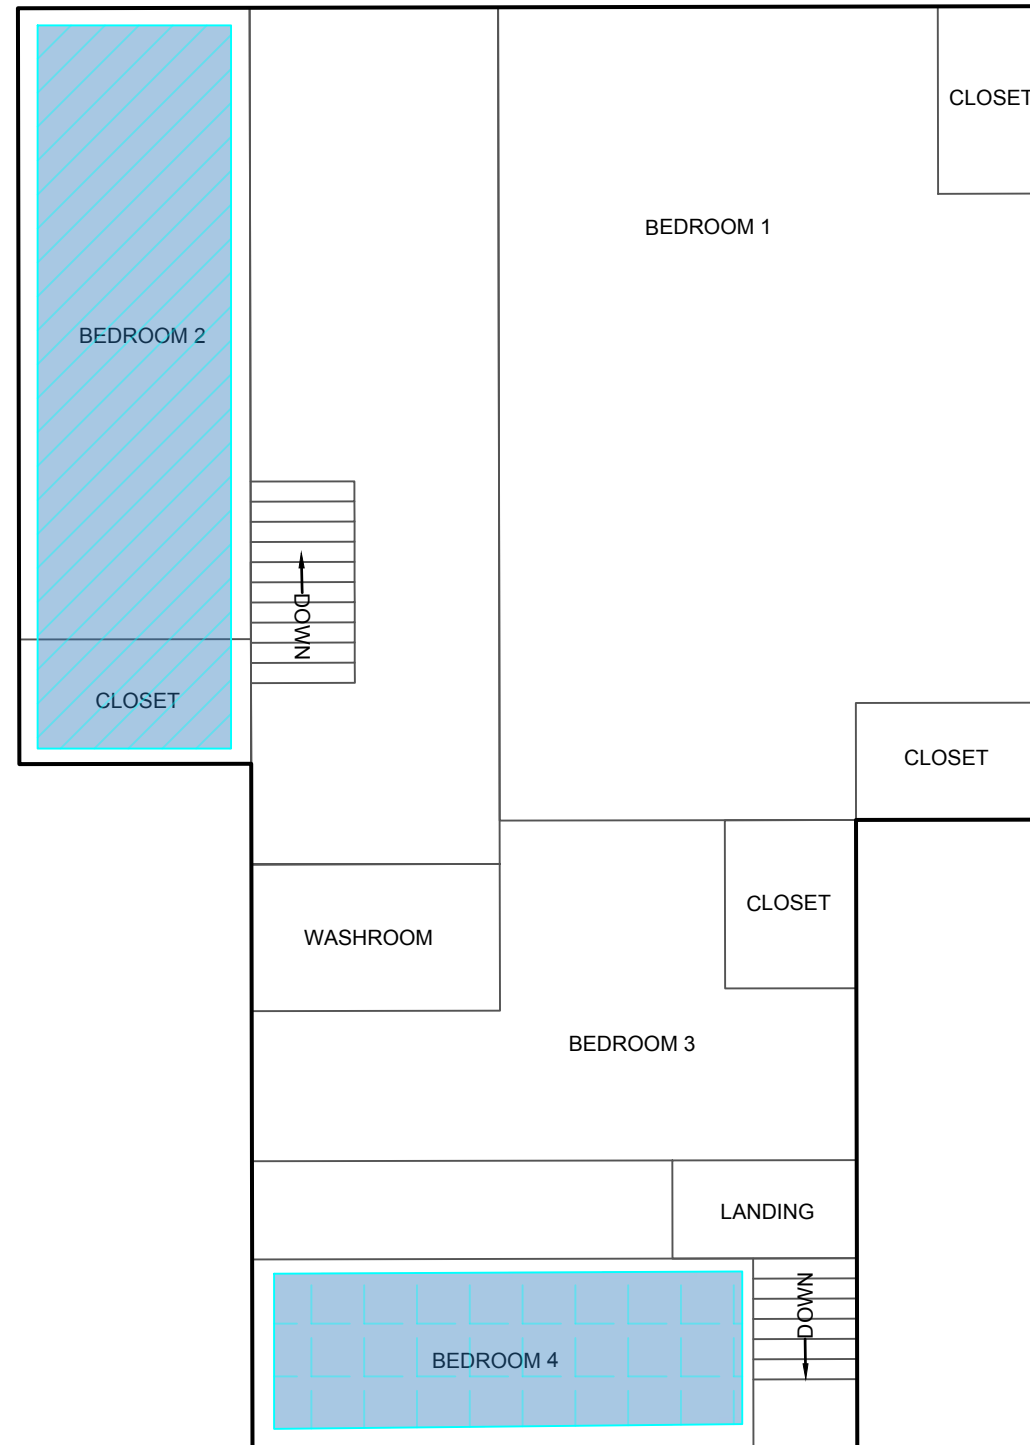 CLOSET
BEDROOM 1
BEDROOM 2
DOWN
CLOSET
CLOSET
CLOSET
WASHROOM
BEDROOM 3
LANDING
DOWN
BEDROOM 4